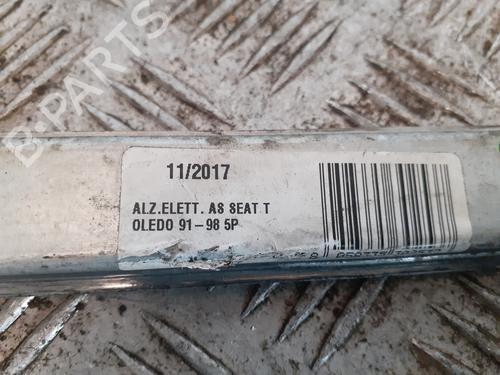 B-PARTS
11/2017
ALZ.ELETT. AS SEAT T
OLEDO 91-98 5P